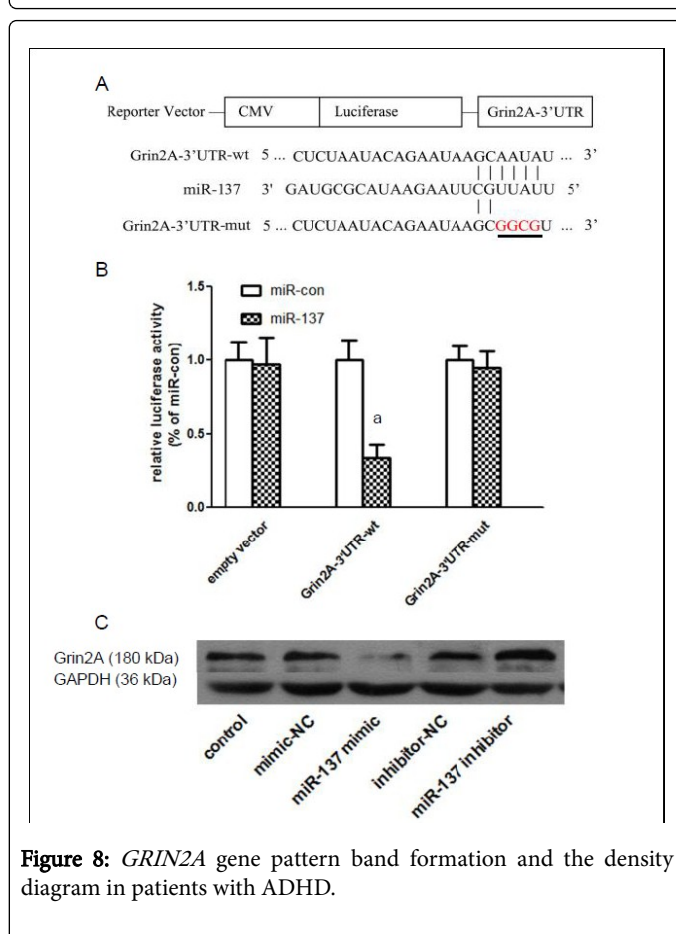 A
Reporter Vector CMV Luciferase Grin2A-3'UTR
Grin2A-3'UTR-wt 5 ... CUCUAAUACAGAAUAAGCAAUAU ... 3'
miR-137 3' GAUGCGCAUAAGAAUUCGUUAUU 5'
Grin2A-3'UTR-mut 5 ... CUCUAAUACAGAAUAAGCGGCGU ... 3'
B
relative luciferase activity
(% of miR-con)
1.5
1.0
0.5
0.0
miR-con
miR-137
a
empty vector
Grin2A-3'UTR-wt
Grin2A-3'UTR-mut
C
Grin2A (180 kDa)
GAPDH (36 kDa)
control
mimic-NC
miR-137 mimic
inhibitor-NC
miR-137 inhibitor
Figure 8: GRIN2A gene pattern band formation and the density
diagram in patients with ADHD.